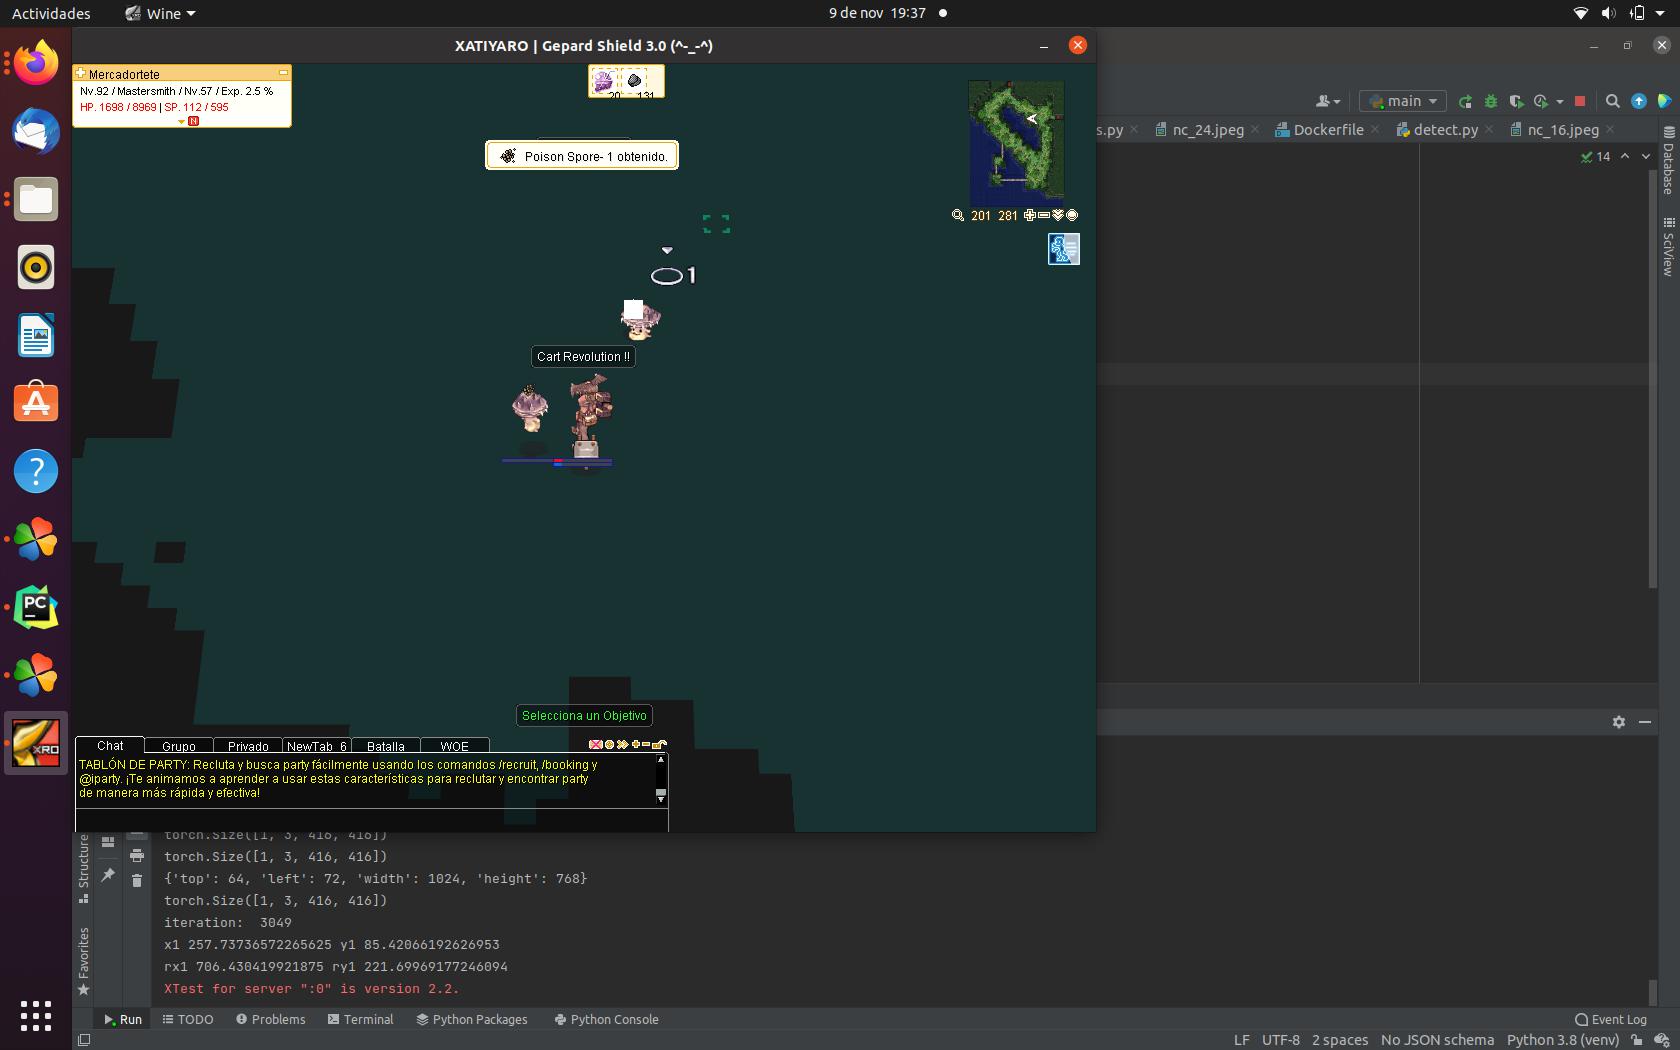 Actividades
Wine
9 de nov 19:37
XATIYARO | Gepard Shield 3.0 (^-_-^)
Mercadortete
Nv.92 / Mastersmith / Nv.57 / Exp. 2.5 %
HP. 1698 / 8969 | SP. 112 / 595
N
20 131
Poison Spore- 1 obtenido.
201 281
main
s.py
nc_24.jpeg
Dockerfile
detect.py
nc_16.jpeg
14
Database
SciView
1
Cart Revolution !!
PC
XRO
Selecciona un Objetivo
Chat Grupo Privado NewTab_6 Batalla WOE
TABLÓN DE PARTY: Recluta y busca party fácilmente usando los comandos /recruit, /booking y
@iparty. ¡Te animamos a aprender a usar estas características para reclutar y encontrar party
de manera más rápida y efectiva!
Structure
Favorites
torch.Size([1, 3, 416, 416])
torch.Size([1, 3, 416, 416])
{'top': 64, 'left': 72, 'width': 1024, 'height': 768}
torch.Size([1, 3, 416, 416])
iteration:  3049
x1 257.73736572265625 y1 85.42066192626953
rx1 706.430419921875 ry1 221.69969177246094
XTest for server ":0" is version 2.2.
Run TODO Problems Terminal Python Packages Python Console Event Log
LF UTF-8 2 spaces No JSON schema Python 3.8 (venv)